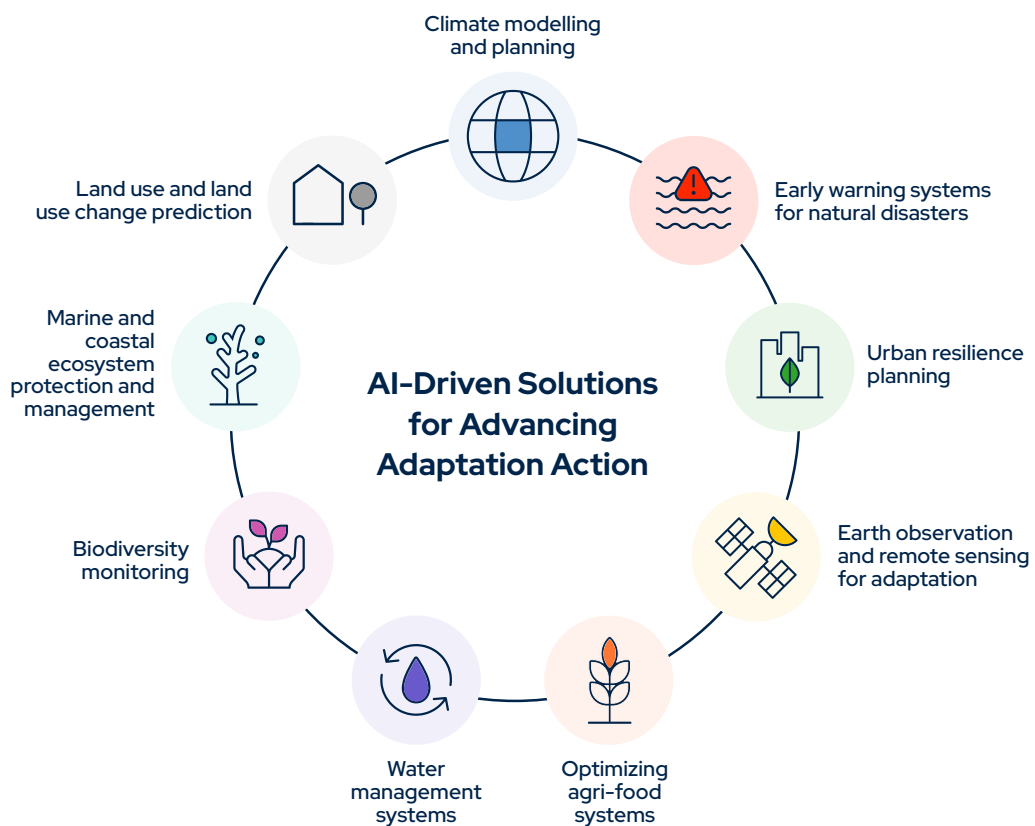 Climate modelling
and planning
Early warning systems
for natural disasters
Urban resilience
planning
Earth observation
and remote sensing
for adaptation
Optimizing
agri-food
systems
Water
management
systems
Biodiversity
monitoring
Marine and
coastal
ecosystem
protection and
management
Land use and land
use change prediction
AI-Driven Solutions
for Advancing
Adaptation Action